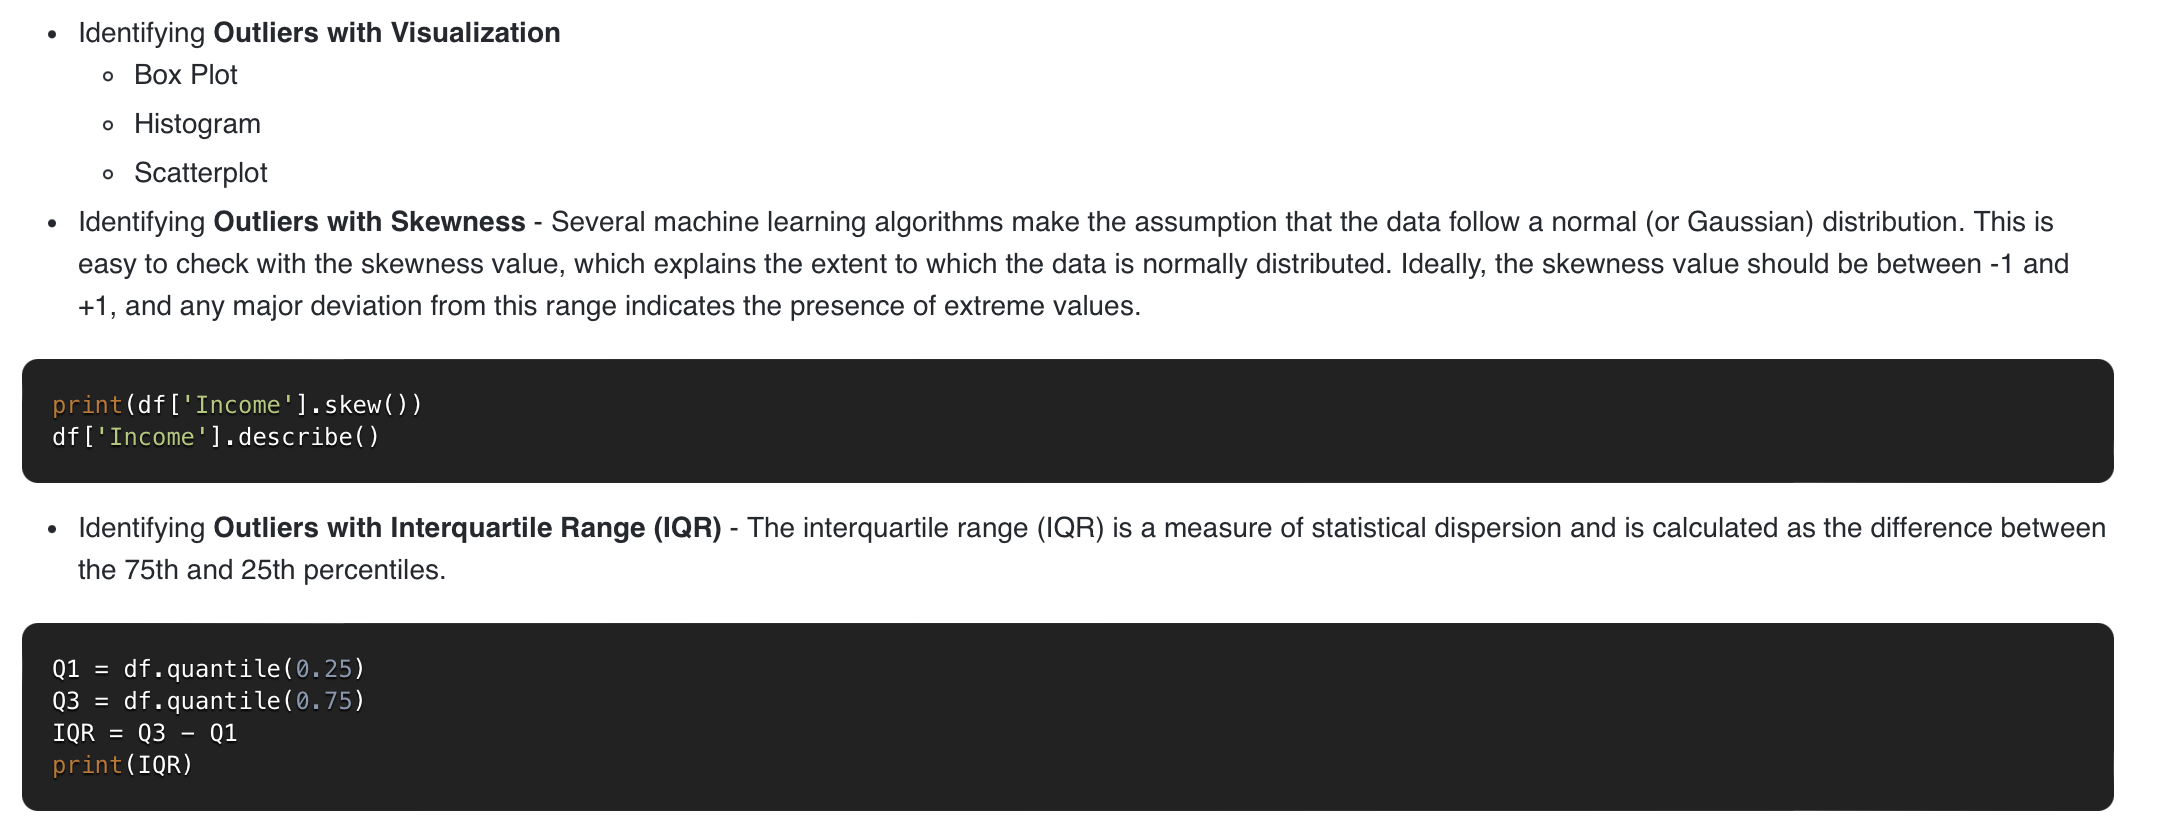 • Identifying Outliers with Visualization
◦ Box Plot
◦ Histogram
◦ Scatterplot
• Identifying Outliers with Skewness - Several machine learning algorithms make the assumption that the data follow a normal (or Gaussian) distribution. This is
easy to check with the skewness value, which explains the extent to which the data is normally distributed. Ideally, the skewness value should be between -1 and
+1, and any major deviation from this range indicates the presence of extreme values.
print(df['Income'].skew())
df['Income'].describe()
• Identifying Outliers with Interquartile Range (IQR) - The interquartile range (IQR) is a measure of statistical dispersion and is calculated as the difference between
the 75th and 25th percentiles.
Q1 = df.quantile(0.25)
Q3 = df.quantile(0.75)
IQR = Q3 − Q1
print(IQR)